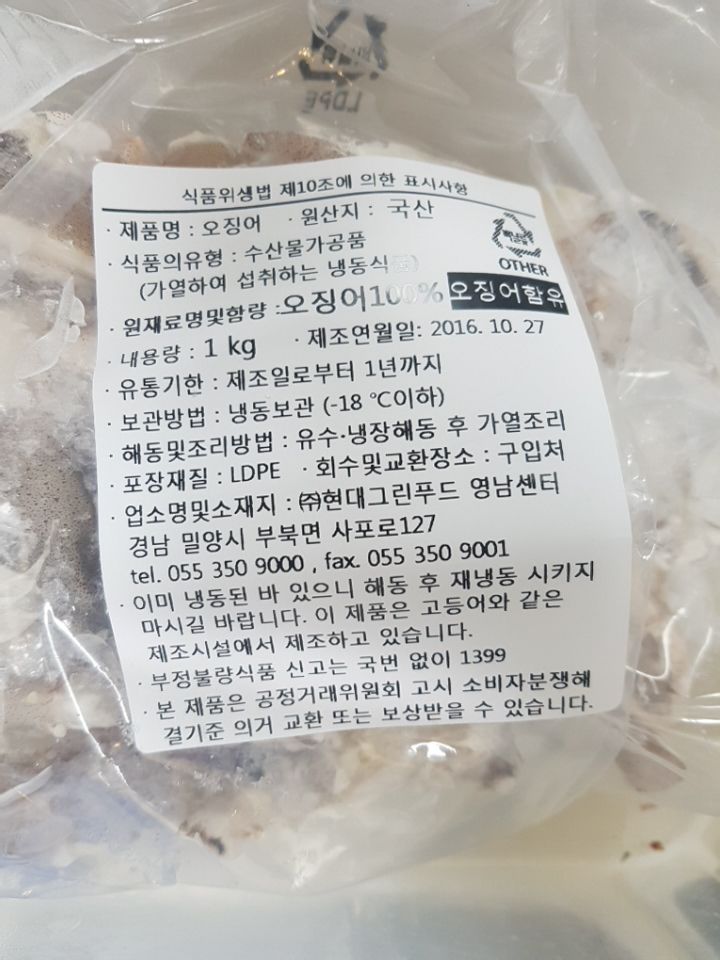 LDPE
식품위생법 제10조에 의한 표시사항
· 제품명 : 오징어 · 원산지 : 국산
· 식품의유형 : 수산물가공품
(가열하여 섭취하는 냉동식품)
OTHER
· 원재료명및함량 :오징어100% 오징어함유
· 내용량 : 1 kg · 제조연월일: 2016. 10. 27
· 유통기한 : 제조일로부터 1년까지
· 보관방법 : 냉동보관 (-18 ℃이하)
· 해동및조리방법 : 유수·냉장해동 후 가열조리
· 포장재질 : LDPE · 회수및교환장소 : 구입처
· 업소명및소재지 : ㈜현대그린푸드 영남센터
경남 밀양시 부북면 사포로127
tel. 055 350 9000 , fax. 055 350 9001
· 이미 냉동된 바 있으니 해동 후 재냉동 시키지
마시길 바랍니다. 이 제품은 고등어와 같은
제조시설에서 제조하고 있습니다.
· 부정불량식품 신고는 국번 없이 1399
· 본 제품은 공정거래위원회 고시 소비자분쟁해
결기준 의거 교환 또는 보상받을 수 있습니다.